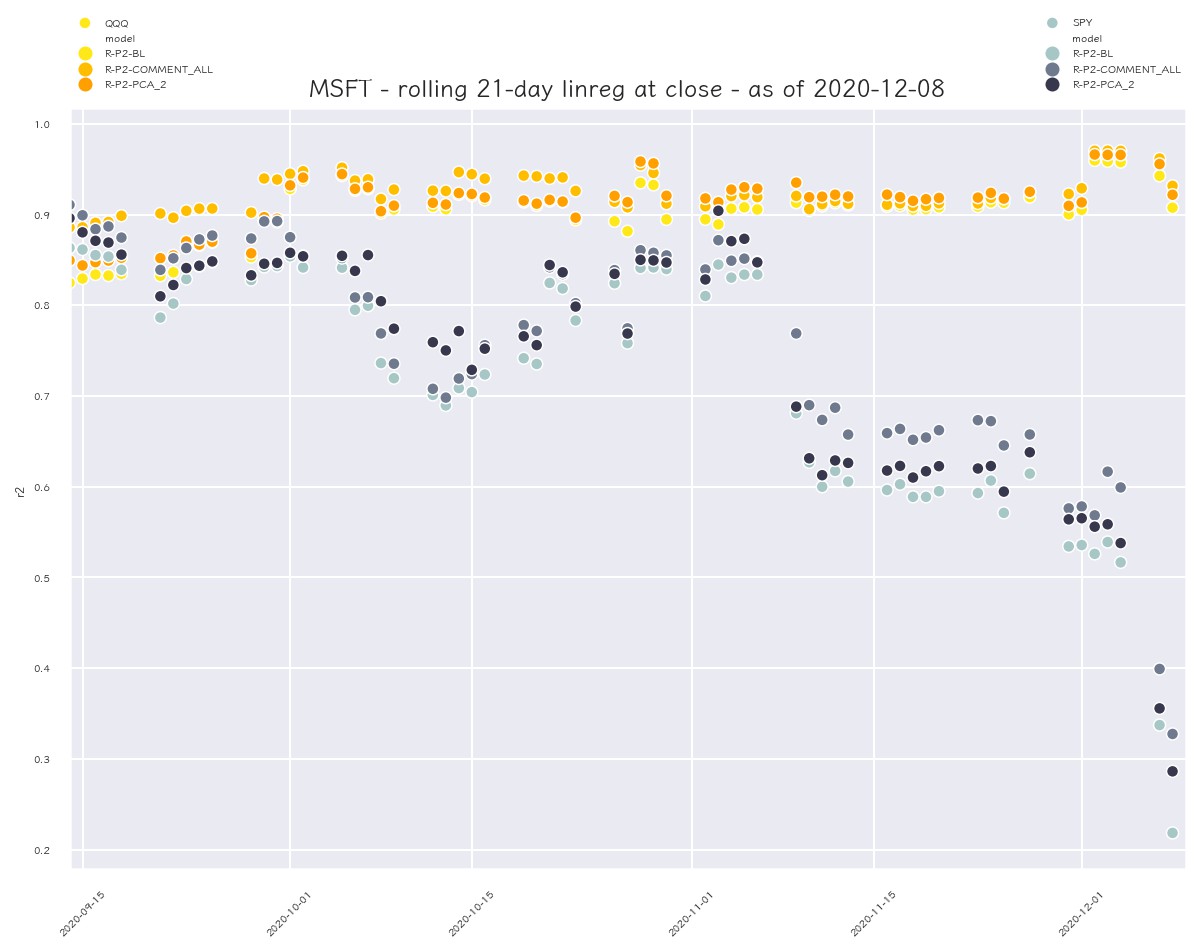 QQQ
model
R-P2-BL
R-P2-COMMENT_ALL
R-P2-PCA_2
SPY
model
R-P2-BL
R-P2-COMMENT_ALL
R-P2-PCA_2
MSFT - rolling 21-day linreg at close - as of 2020-12-08
1.0
0.9
0.8
0.7
0.6
0.5
0.4
0.3
0.2
r2
2020-09-15
2020-10-01
2020-10-15
2020-11-01
2020-11-15
2020-12-01